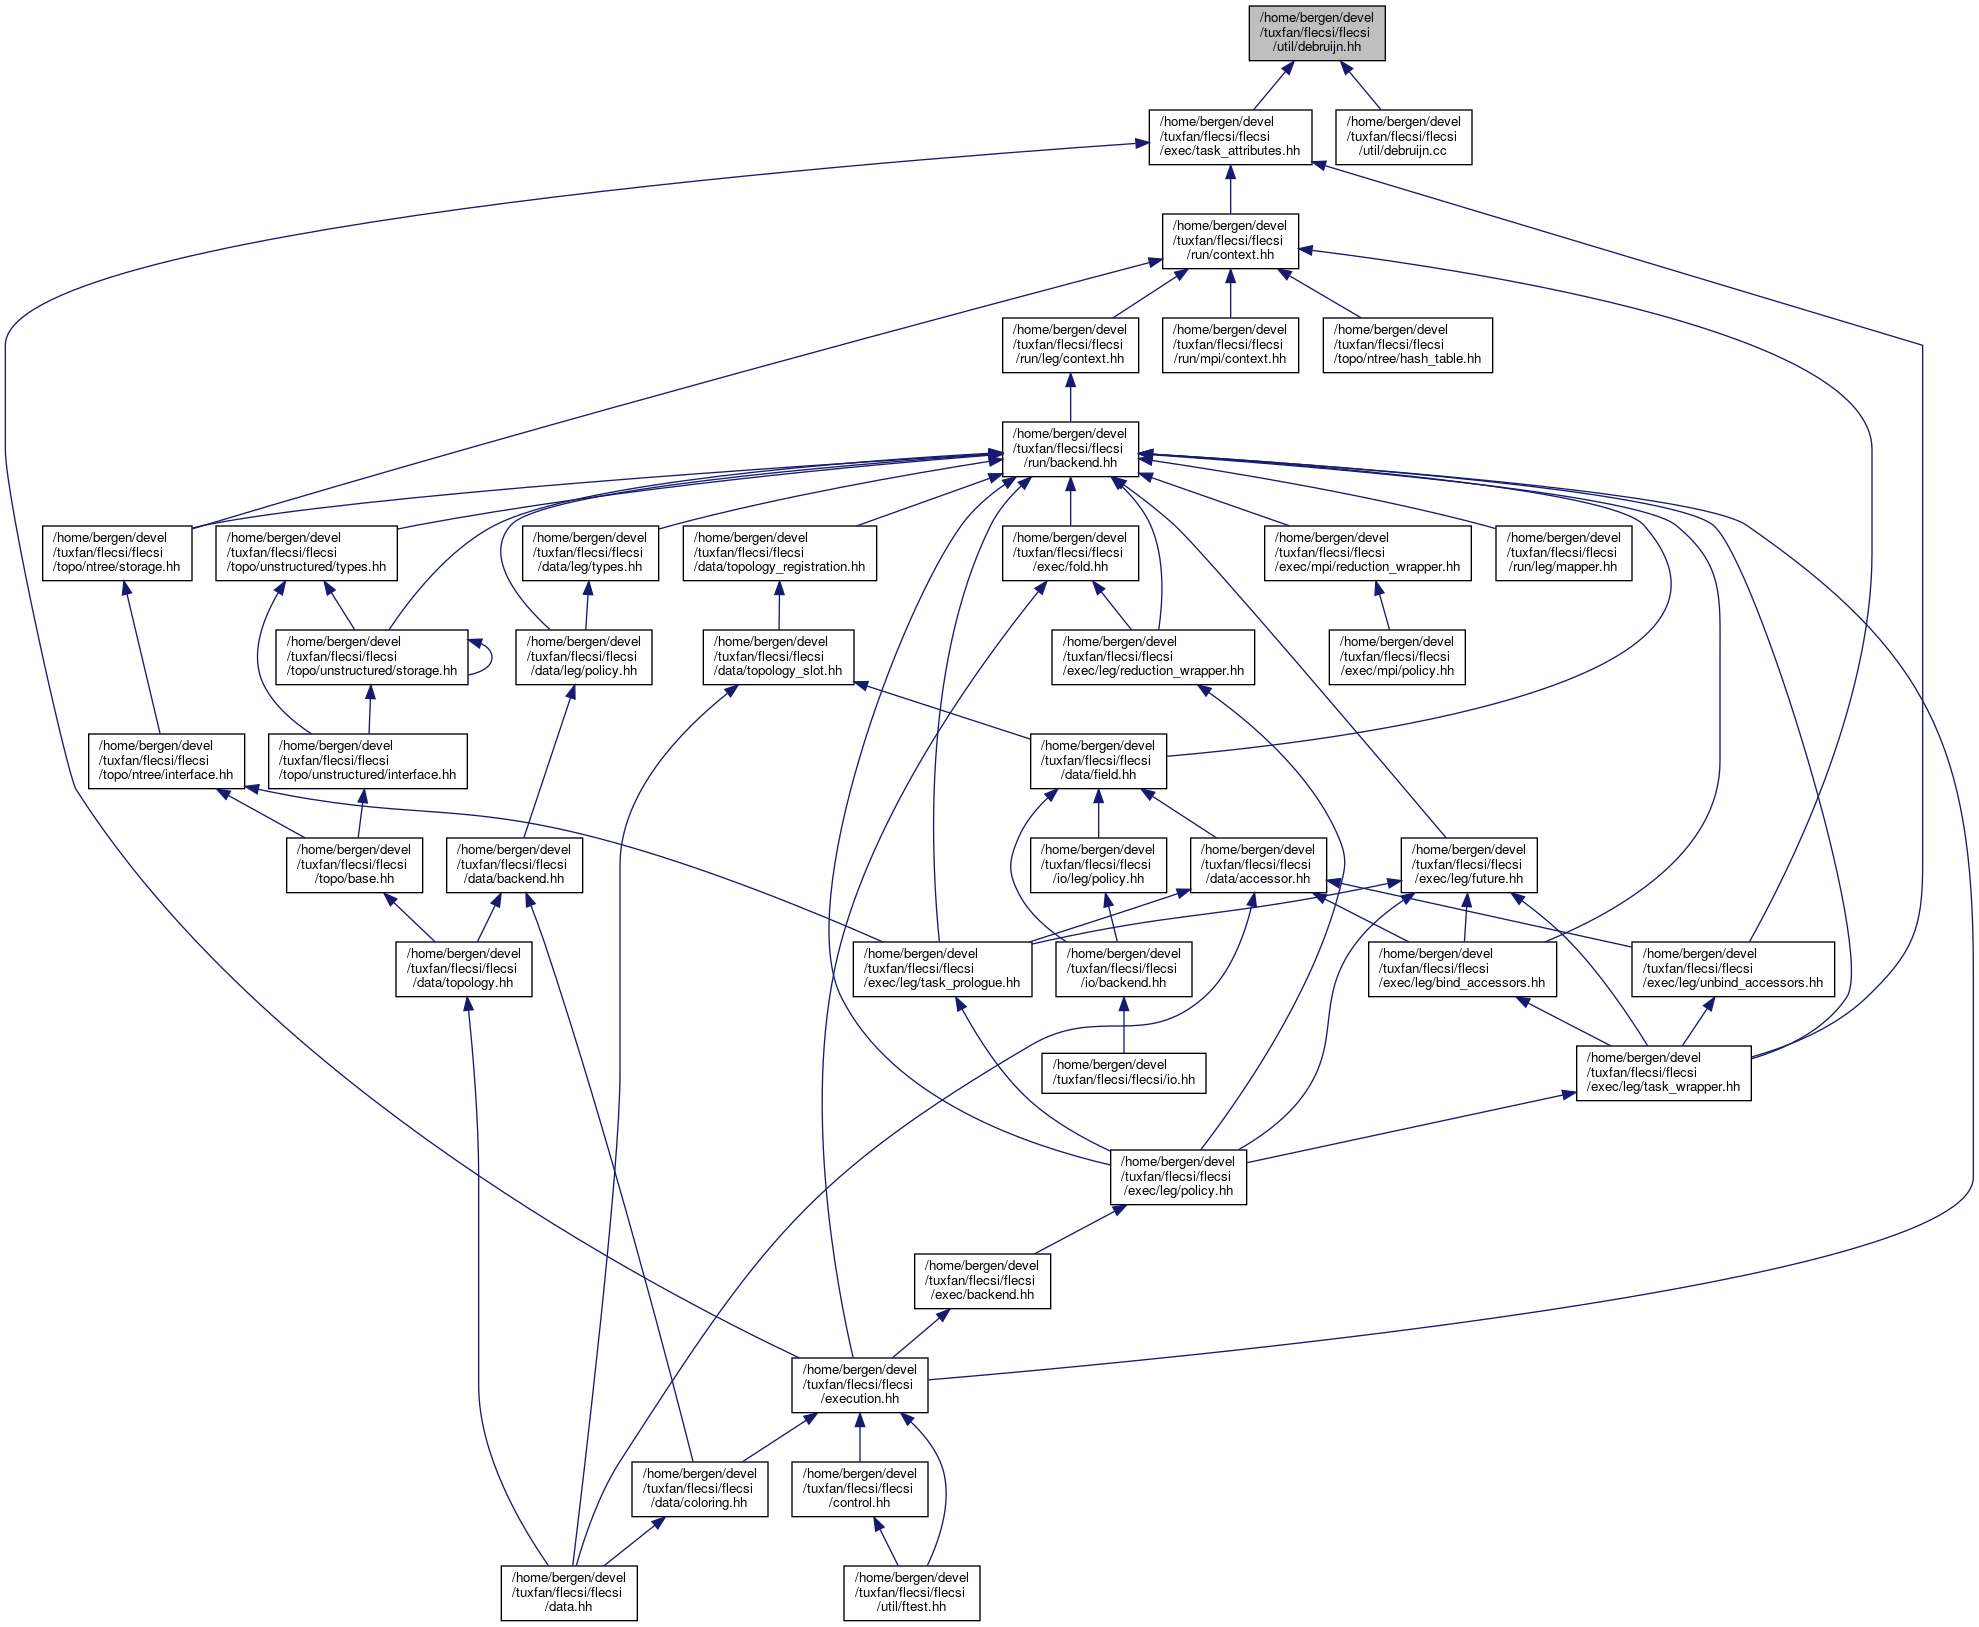 /home/bergen/devel
/tuxfan/flecsi/flecsi
/util/debruijn.hh
/home/bergen/devel
/tuxfan/flecsi/flecsi
/exec/task_attributes.hh
/home/bergen/devel
/tuxfan/flecsi/flecsi
/util/debruijn.cc
/home/bergen/devel
/tuxfan/flecsi/flecsi
/run/context.hh
/home/bergen/devel
/tuxfan/flecsi/flecsi
/run/leg/context.hh
/home/bergen/devel
/tuxfan/flecsi/flecsi
/run/mpi/context.hh
/home/bergen/devel
/tuxfan/flecsi/flecsi
/topo/ntree/hash_table.hh
/home/bergen/devel
/tuxfan/flecsi/flecsi
/run/backend.hh
/home/bergen/devel
/tuxfan/flecsi/flecsi
/topo/ntree/storage.hh
/home/bergen/devel
/tuxfan/flecsi/flecsi
/topo/unstructured/types.hh
/home/bergen/devel
/tuxfan/flecsi/flecsi
/data/leg/types.hh
/home/bergen/devel
/tuxfan/flecsi/flecsi
/data/topology_registration.hh
/home/bergen/devel
/tuxfan/flecsi/flecsi
/exec/fold.hh
/home/bergen/devel
/tuxfan/flecsi/flecsi
/exec/mpi/reduction_wrapper.hh
/home/bergen/devel
/tuxfan/flecsi/flecsi
/run/leg/mapper.hh
/home/bergen/devel
/tuxfan/flecsi/flecsi
/topo/unstructured/storage.hh
/home/bergen/devel
/tuxfan/flecsi/flecsi
/data/leg/policy.hh
/home/bergen/devel
/tuxfan/flecsi/flecsi
/data/topology_slot.hh
/home/bergen/devel
/tuxfan/flecsi/flecsi
/exec/leg/reduction_wrapper.hh
/home/bergen/devel
/tuxfan/flecsi/flecsi
/exec/mpi/policy.hh
/home/bergen/devel
/tuxfan/flecsi/flecsi
/topo/ntree/interface.hh
/home/bergen/devel
/tuxfan/flecsi/flecsi
/topo/unstructured/interface.hh
/home/bergen/devel
/tuxfan/flecsi/flecsi
/data/field.hh
/home/bergen/devel
/tuxfan/flecsi/flecsi
/topo/base.hh
/home/bergen/devel
/tuxfan/flecsi/flecsi
/data/backend.hh
/home/bergen/devel
/tuxfan/flecsi/flecsi
/io/leg/policy.hh
/home/bergen/devel
/tuxfan/flecsi/flecsi
/data/accessor.hh
/home/bergen/devel
/tuxfan/flecsi/flecsi
/exec/leg/future.hh
/home/bergen/devel
/tuxfan/flecsi/flecsi
/data/topology.hh
/home/bergen/devel
/tuxfan/flecsi/flecsi
/exec/leg/task_prologue.hh
/home/bergen/devel
/tuxfan/flecsi/flecsi
/io/backend.hh
/home/bergen/devel
/tuxfan/flecsi/flecsi
/exec/leg/bind_accessors.hh
/home/bergen/devel
/tuxfan/flecsi/flecsi
/exec/leg/unbind_accessors.hh
/home/bergen/devel
/tuxfan/flecsi/flecsi/io.hh
/home/bergen/devel
/tuxfan/flecsi/flecsi
/exec/leg/task_wrapper.hh
/home/bergen/devel
/tuxfan/flecsi/flecsi
/exec/leg/policy.hh
/home/bergen/devel
/tuxfan/flecsi/flecsi
/exec/backend.hh
/home/bergen/devel
/tuxfan/flecsi/flecsi
/execution.hh
/home/bergen/devel
/tuxfan/flecsi/flecsi
/data/coloring.hh
/home/bergen/devel
/tuxfan/flecsi/flecsi
/control.hh
/home/bergen/devel
/tuxfan/flecsi/flecsi
/data.hh
/home/bergen/devel
/tuxfan/flecsi/flecsi
/util/ftest.hh